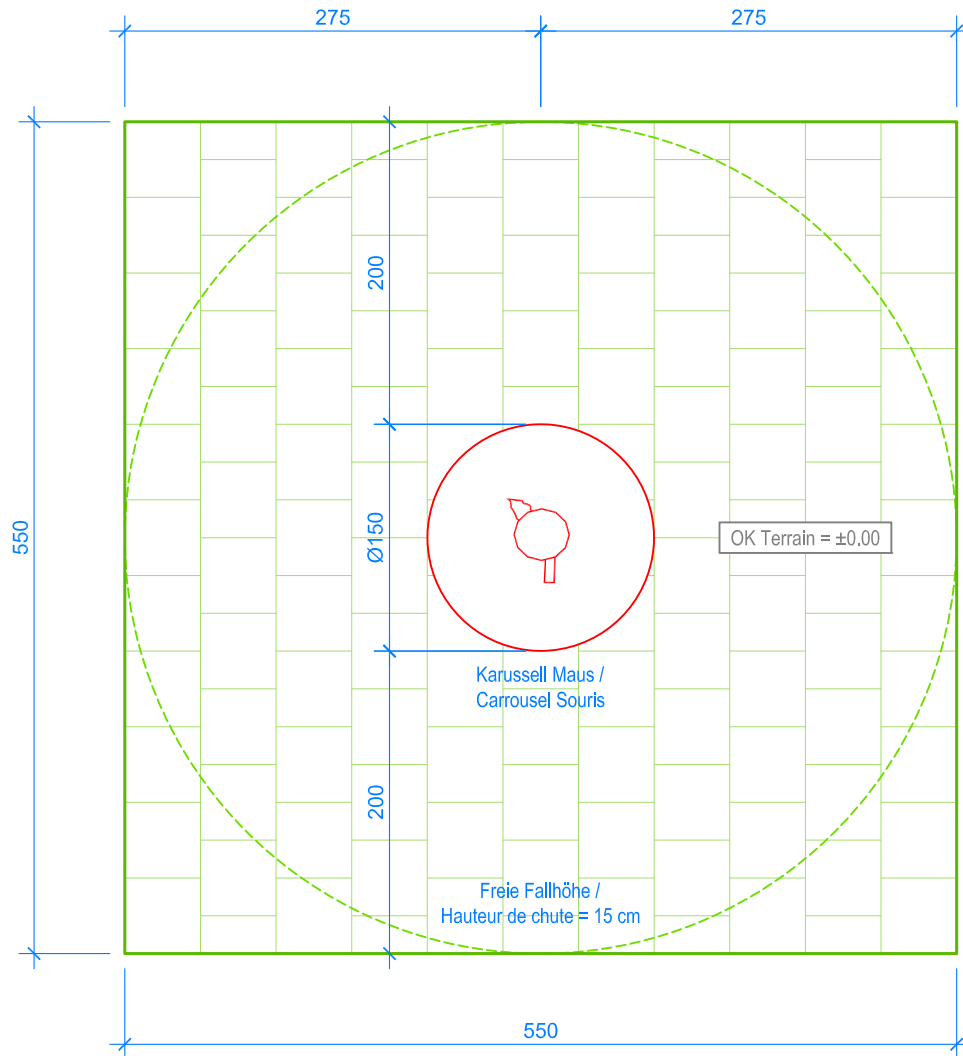 275
275
200
550
Ø150
OK Terrain = ±0.00
Karussell Maus /
Carrousel Souris
200
Freie Fallhöhe /
Hauteur de chute = 15 cm
550